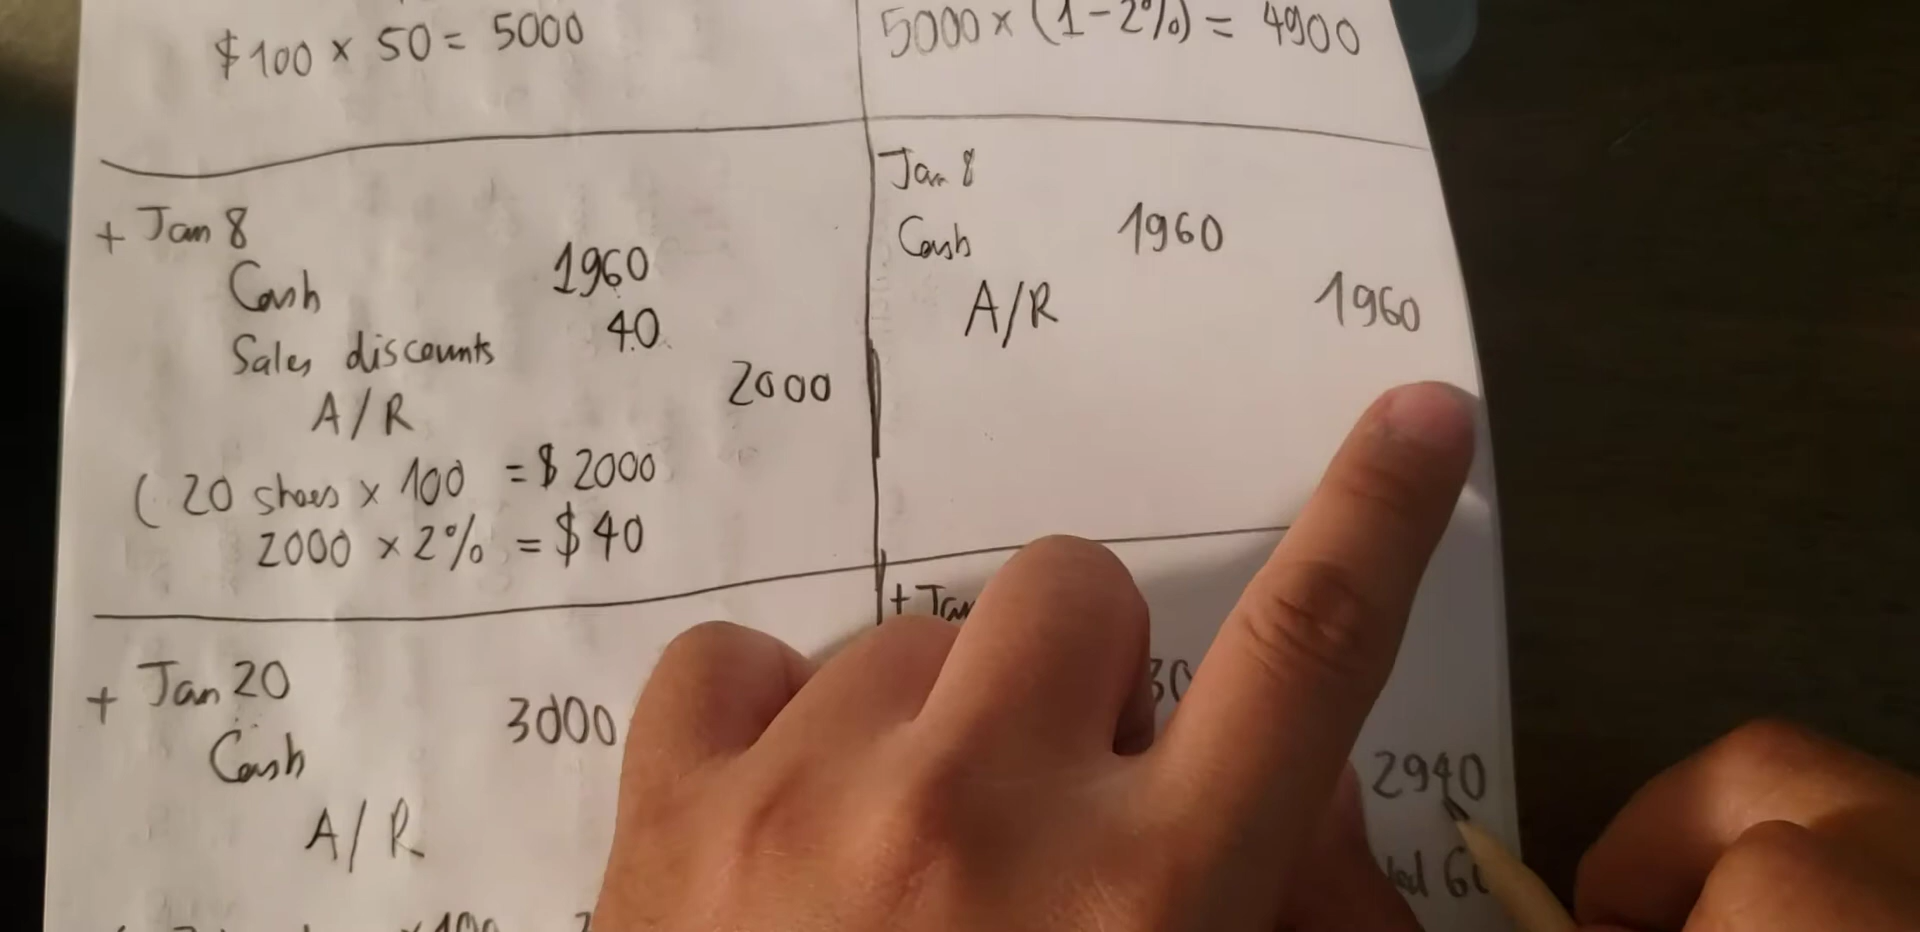 $100 × 50 = 5000
5000 × (1 - 2%) = 4900
+ Jan 8
Cash 1960
Sales discounts 40
A/R 2000
( 20 shoes × 100 = $ 2000
2000 × 2% = $ 40
Jan 8
Cash 1960
A/R 1960
+ Jan 20
Cash 3000
A/R
+ Jan
2940